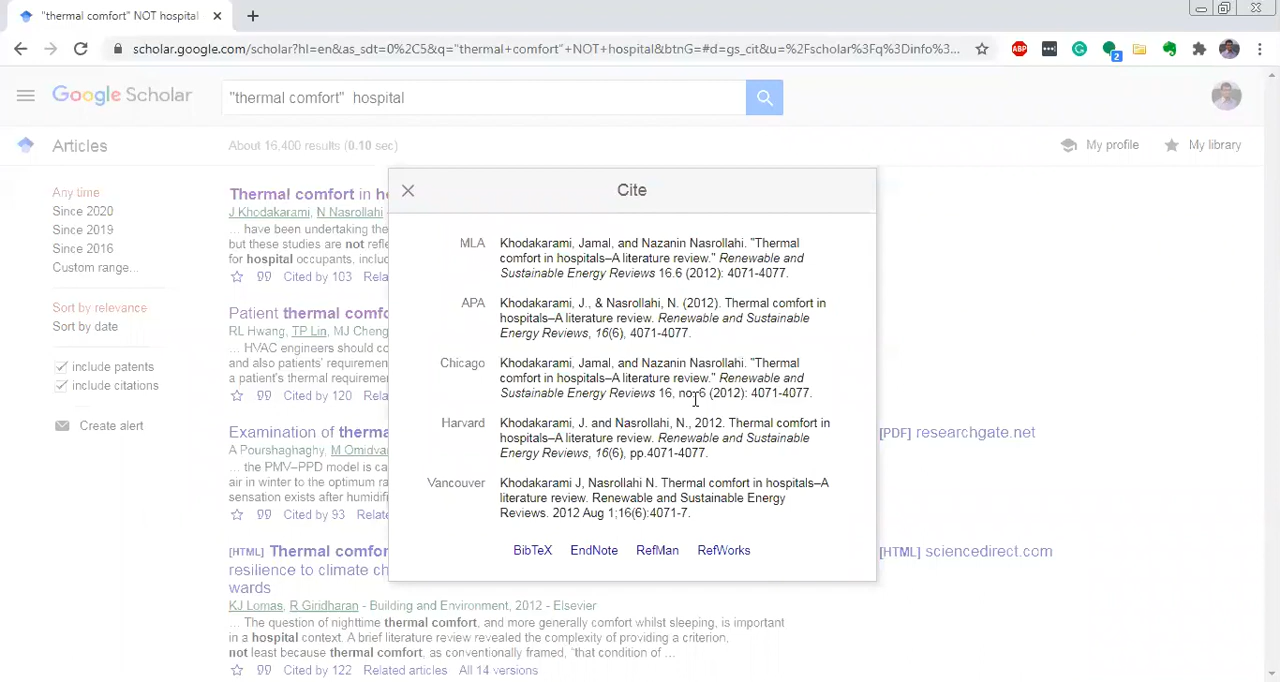 "thermal comfort" NOT hospital
scholar.google.com/scholar?hl=en&as_sdt=0%2C5&q="thermal+comfort"+NOT+hospital&btnG=#d=gs_cit&u=%2Fscholar%3Fq%3Dinfo%3...
ABP
2
Google Scholar
"thermal comfort"  hospital
Articles
About 16,400 results (0.10 sec)
My profile
My library
Any time
Since 2020
Since 2019
Since 2016
Custom range...
Sort by relevance
Sort by date
include patents
include citations
Create alert
Thermal comfort in
J Khodakarami, N Nasrollahi
... have been undertaking the
but these studies are not
for hospital occupants,
Cited by 103
Patient thermal
RL Hwang, TP Lin, MJ Cheng
... HVAC engineers should
and also patients'
a patient's thermal
Cited by 120
Examination of
A Pourshaghaghy, M
... the PMV–PPD model is
air in winter to the optimum
sensation exists after
Cited by 93
[PDF] researchgate.net
[HTML] Thermal
resilience to climate
wards
KJ Lomas, R Giridharan - Building and Environment, 2012 - Elsevier
... The question of nighttime thermal comfort, and more generally comfort whilst sleeping, is important
in a hospital context. A brief literature review revealed the complexity of providing a criterion,
not least because thermal comfort, as conventionally framed, "that condition of ...
Cited by 122 Related articles All 14 versions
[HTML] sciencedirect.com
Cite
MLA
Khodakarami, Jamal, and Nazanin Nasrollahi. "Thermal
comfort in hospitals–A literature review." Renewable and
Sustainable Energy Reviews 16.6 (2012): 4071-4077.
APA
Khodakarami, J., & Nasrollahi, N. (2012). Thermal comfort in
hospitals–A literature review. Renewable and Sustainable
Energy Reviews, 16(6), 4071-4077.
Chicago
Khodakarami, Jamal, and Nazanin Nasrollahi. "Thermal
comfort in hospitals–A literature review." Renewable and
Sustainable Energy Reviews 16, no. 6 (2012): 4071-4077.
Harvard
Khodakarami, J. and Nasrollahi, N., 2012. Thermal comfort in
hospitals–A literature review. Renewable and Sustainable
Energy Reviews, 16(6), pp.4071-4077.
Vancouver
Khodakarami J, Nasrollahi N. Thermal comfort in hospitals–A
literature review. Renewable and Sustainable Energy
Reviews. 2012 Aug 1;16(6):4071-7.
BibTeX EndNote RefMan RefWorks